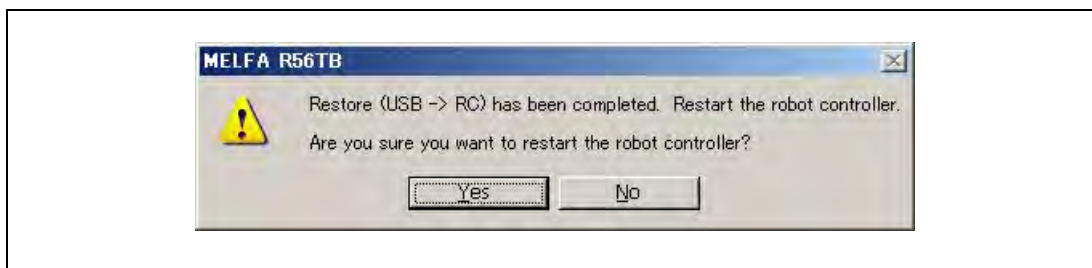 MELFA R56TB
Restore (USB -> RC) has been completed. Restart the robot controller.
Are you sure you want to restart the robot controller?
Yes
No